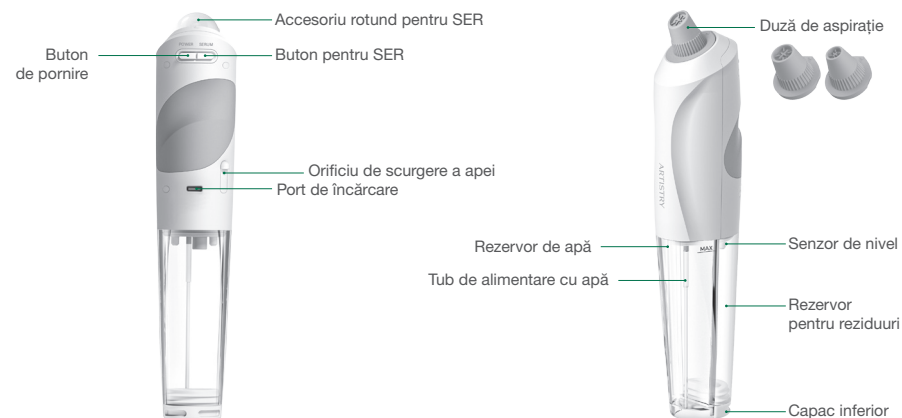 Accesoriu rotund pentru SER
POWER SERUM
Buton
de pornire
Buton pentru SER
Orificiu de scurgere a apei
Port de încărcare
Duză de aspirație
ARTISTRY
Rezervor de apă
MAX
Senzor de nivel
Tub de alimentare cu apă
Rezervor
pentru reziduuri
Capac inferior